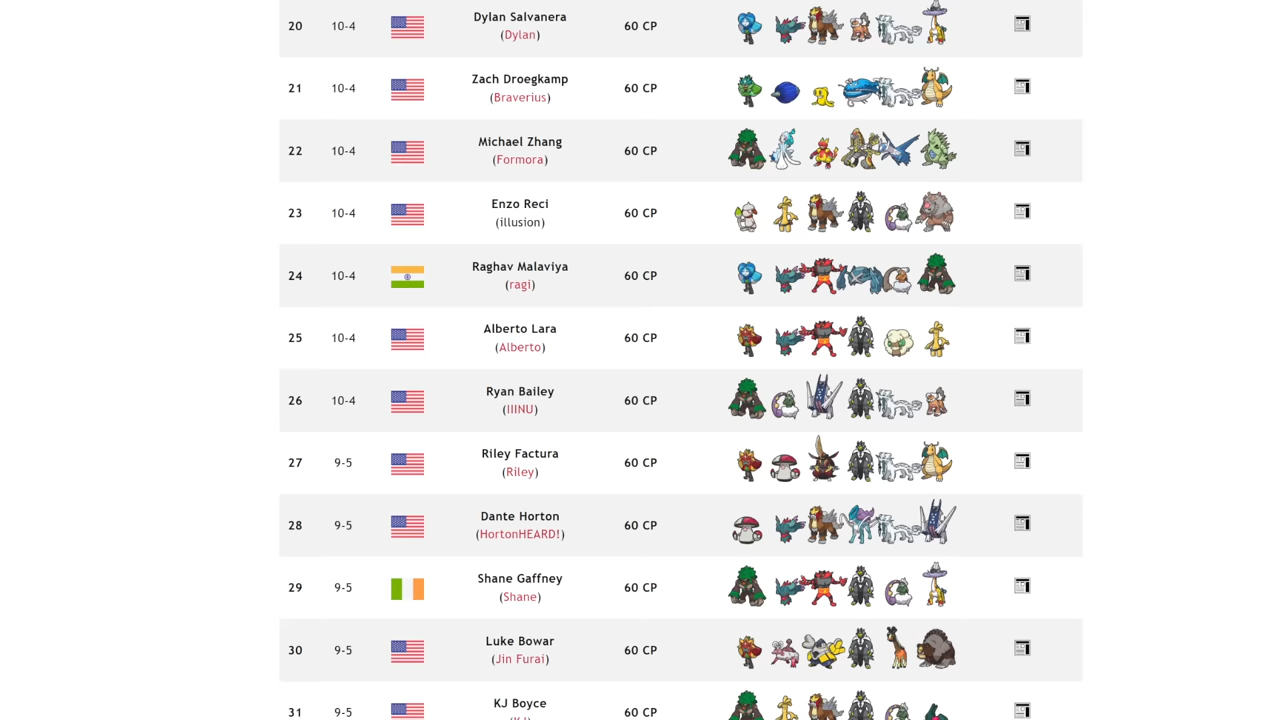 20 10-4 Dylan Salvanera 60 CP
(Dylan)
21 10-4 Zach Droegkamp 60 CP
(Braverius)
22 10-4 Michael Zhang 60 CP
(Formora)
23 10-4 Enzo Reci 60 CP
(illusion)
24 10-4 Raghav Malaviya 60 CP
(ragi)
25 10-4 Alberto Lara 60 CP
(Alberto)
26 10-4 Ryan Bailey 60 CP
27 9-5 Riley Factura 60 CP
(Riley)
28 9-5 Dante Horton 60 CP
(HortonHEARD!)
29 9-5 Shane Gaffney 60 CP
(Shane)
30 9-5 Luke Bowar 60 CP
(Jin Furai)
31 9-5 KJ Boyce 60 CP